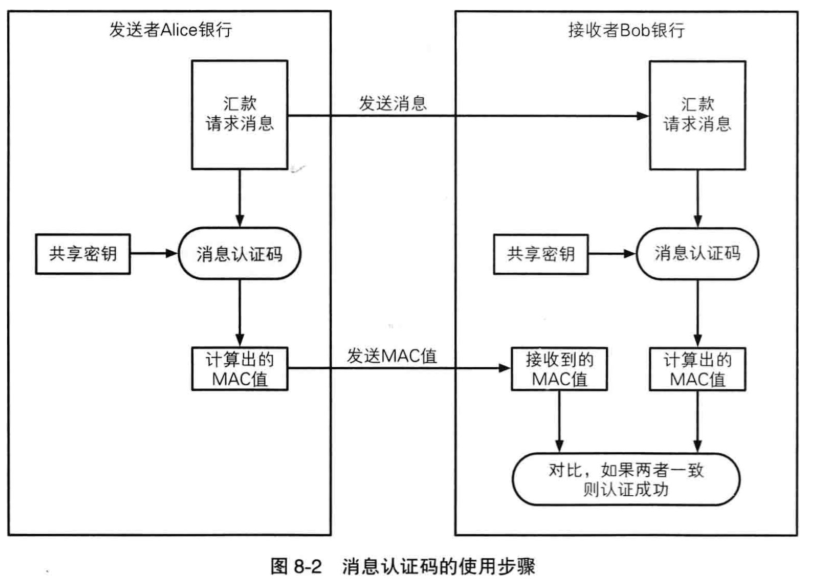 发送者Alice银行
接收者Bob银行
汇款
请求消息
发送消息
汇款
请求消息
共享密钥
消息认证码
共享密钥
消息认证码
计算出的
MAC值
发送MAC值
接收到的
MAC值
计算出的
MAC值
对比，如果两者一致
则认证成功
图 8-2 消息认证码的使用步骤